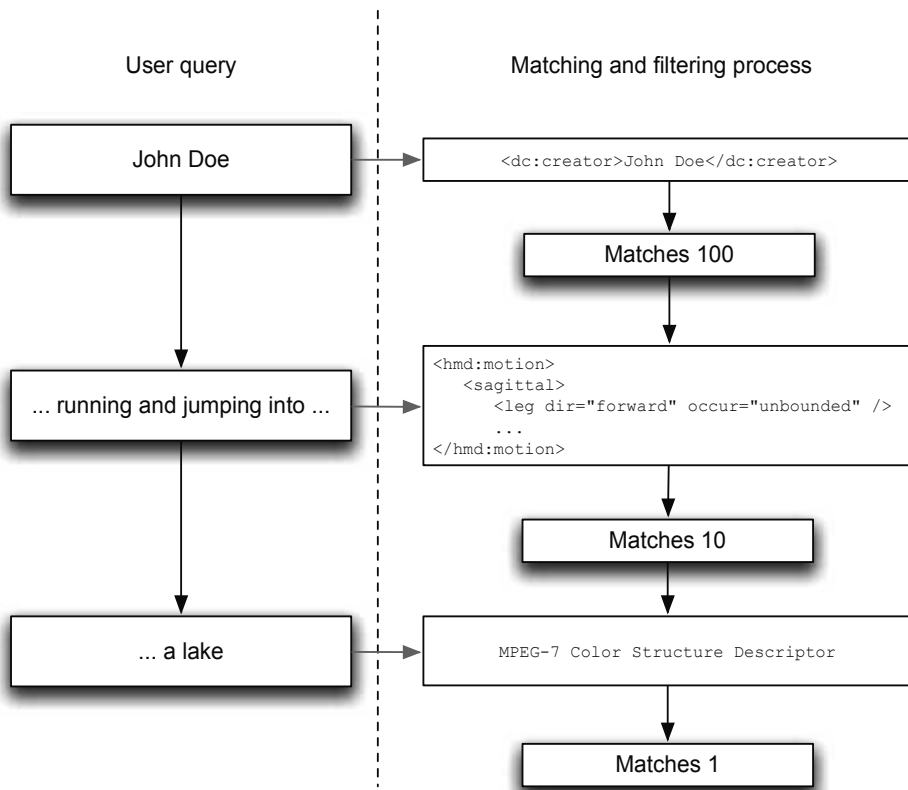 User query
Matching and filtering process
John Doe
<dc:creator>John Doe</dc:creator>
Matches 100
... running and jumping into ...
<hmd:motion>
<sagittal>
<leg dir="forward" occur="unbounded" />
...
</hmd:motion>
Matches 10
... a lake
MPEG-7 Color Structure Descriptor
Matches 1